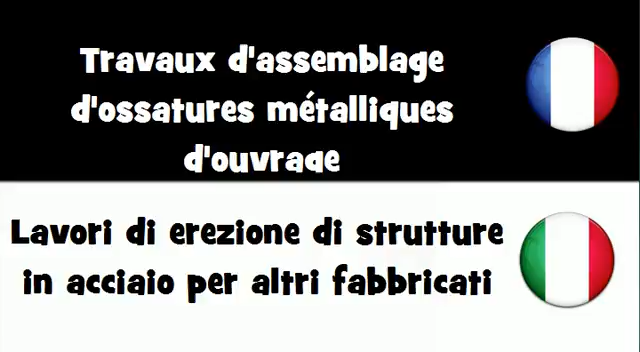 Travaux d'assemblage
d'ossatures métalliques
d'ouvrage
Lavori di erezione di strutture
in acciaio per altri fabbricati